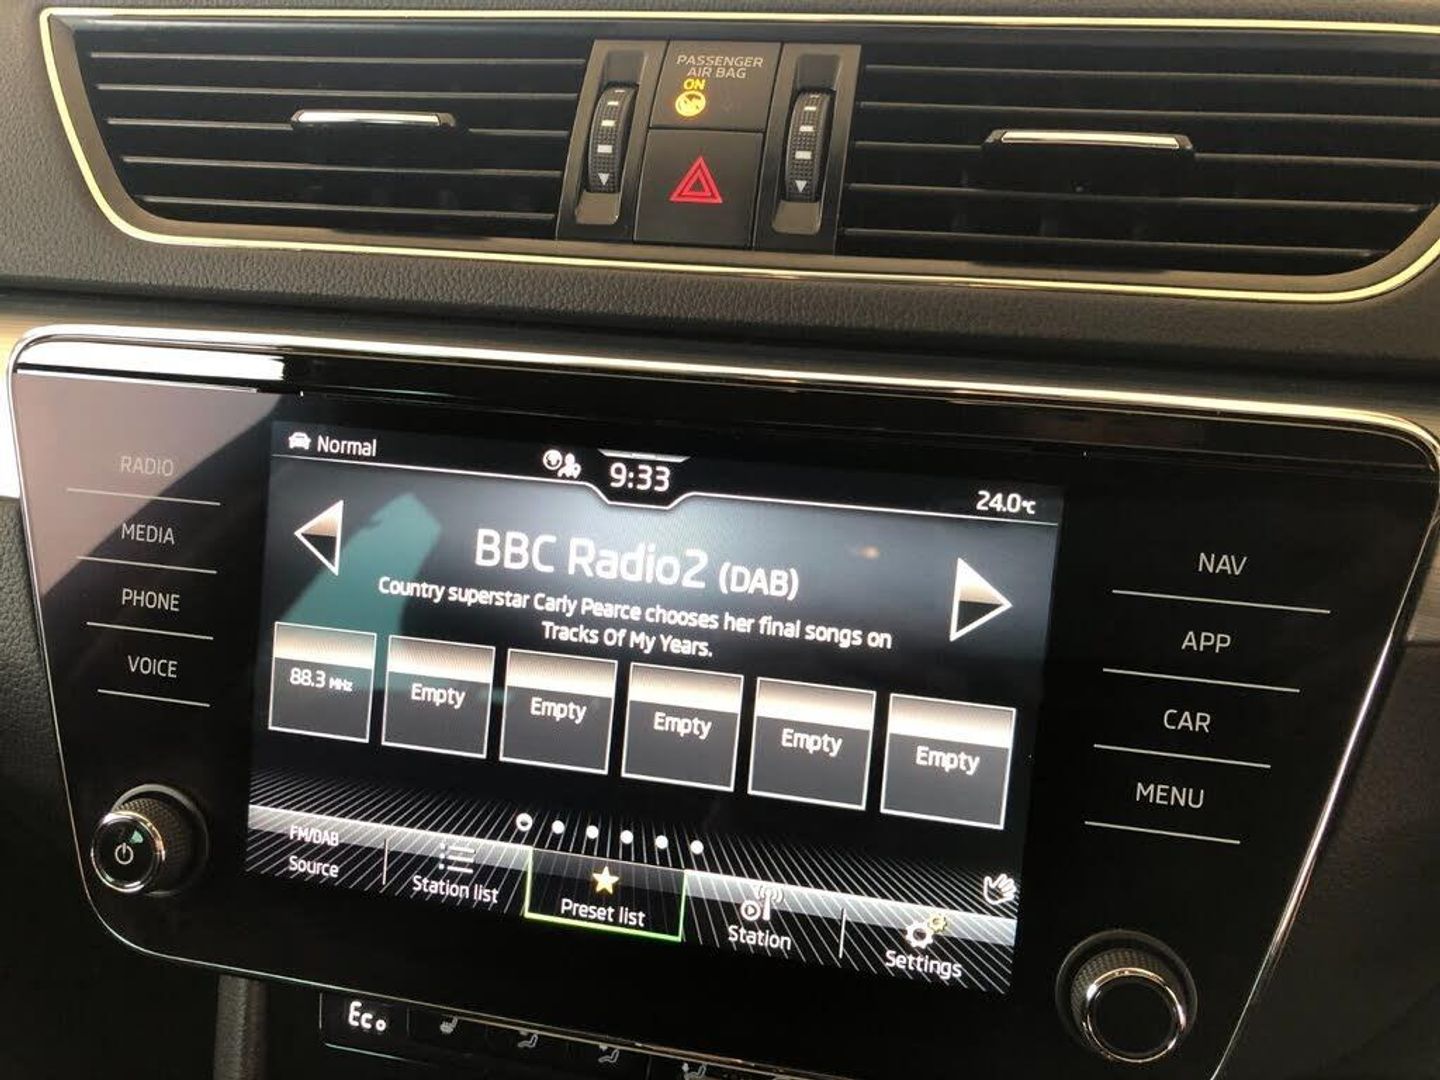 PASSENGER
AIR BAG
ON
Normal
9:33
24.0°C
RADIO
MEDIA
PHONE
VOICE
BBC Radio2 (DAB)
Country superstar Carly Pearce chooses her final songs on
Tracks Of My Years.
88.3 MHz
Empty
Empty
Empty
Empty
Empty
FM/DAB
Source
Station list
Preset list
Station
Settings
NAV
APP
CAR
MENU
Eco